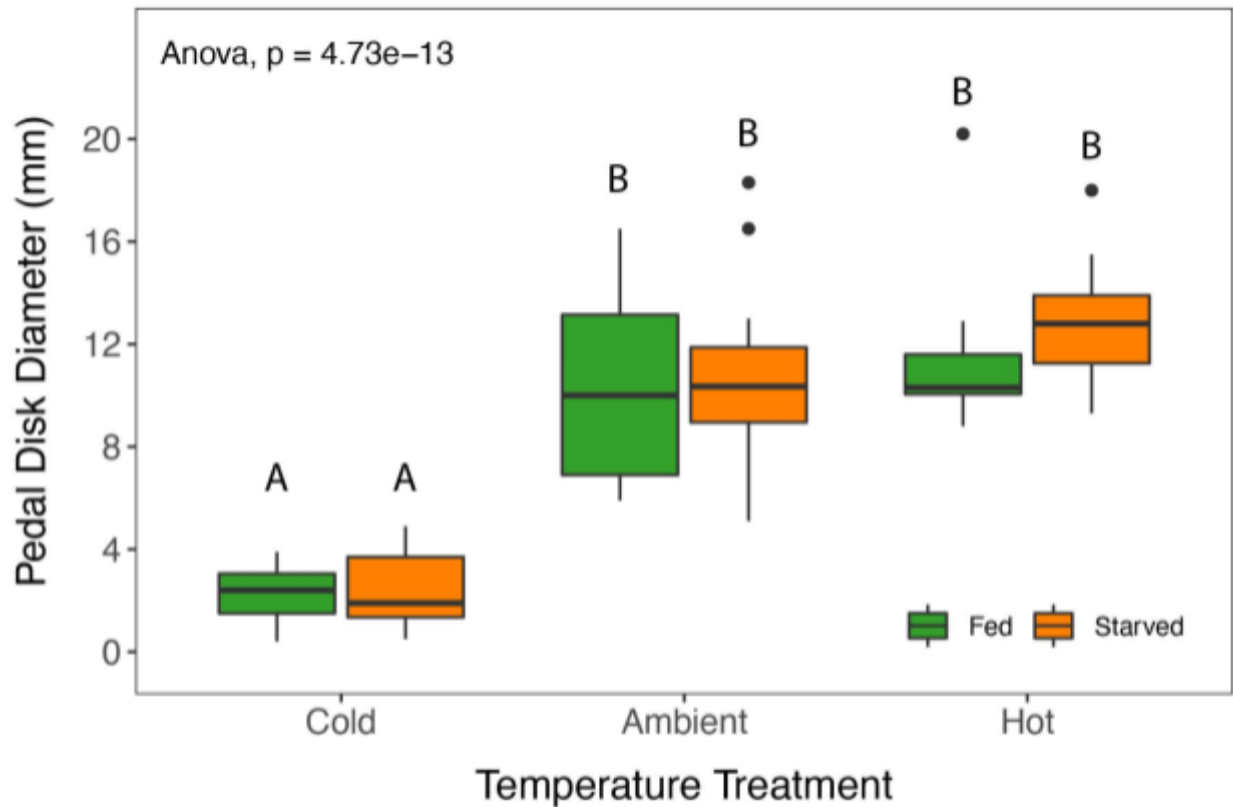 Anova, p = 4.73e−13
Pedal Disk Diameter (mm)
20
16
12
8
4
0
A
A
B
B
B
B
Fed
Starved
Cold
Ambient
Hot
Temperature Treatment